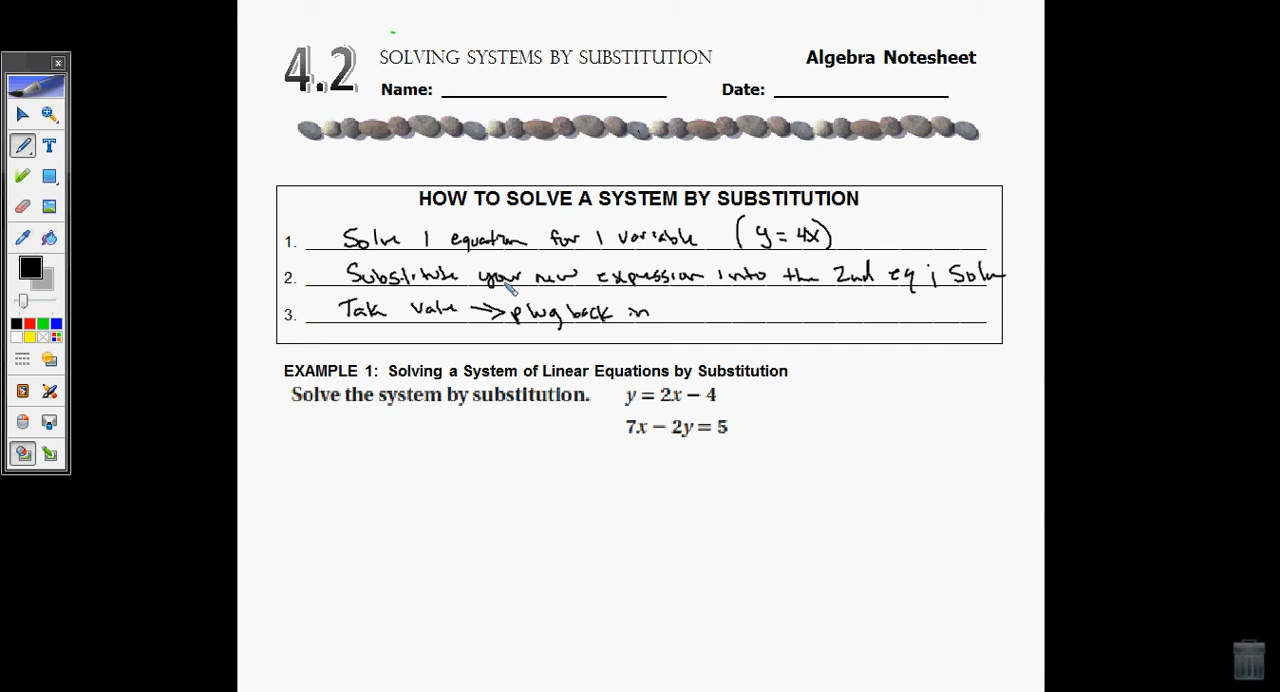 4.2 SOLVING SYSTEMS BY SUBSTITUTION Algebra Notesheet
Name: Date:
HOW TO SOLVE A SYSTEM BY SUBSTITUTION
1. Solve 1 equation for 1 variable (y = 4x)
2. Substitute your new expression into the 2nd eq ; Solve
3. Take value → plug back in
EXAMPLE 1: Solving a System of Linear Equations by Substitution
Solve the system by substitution. y = 2x − 4
7x − 2y = 5